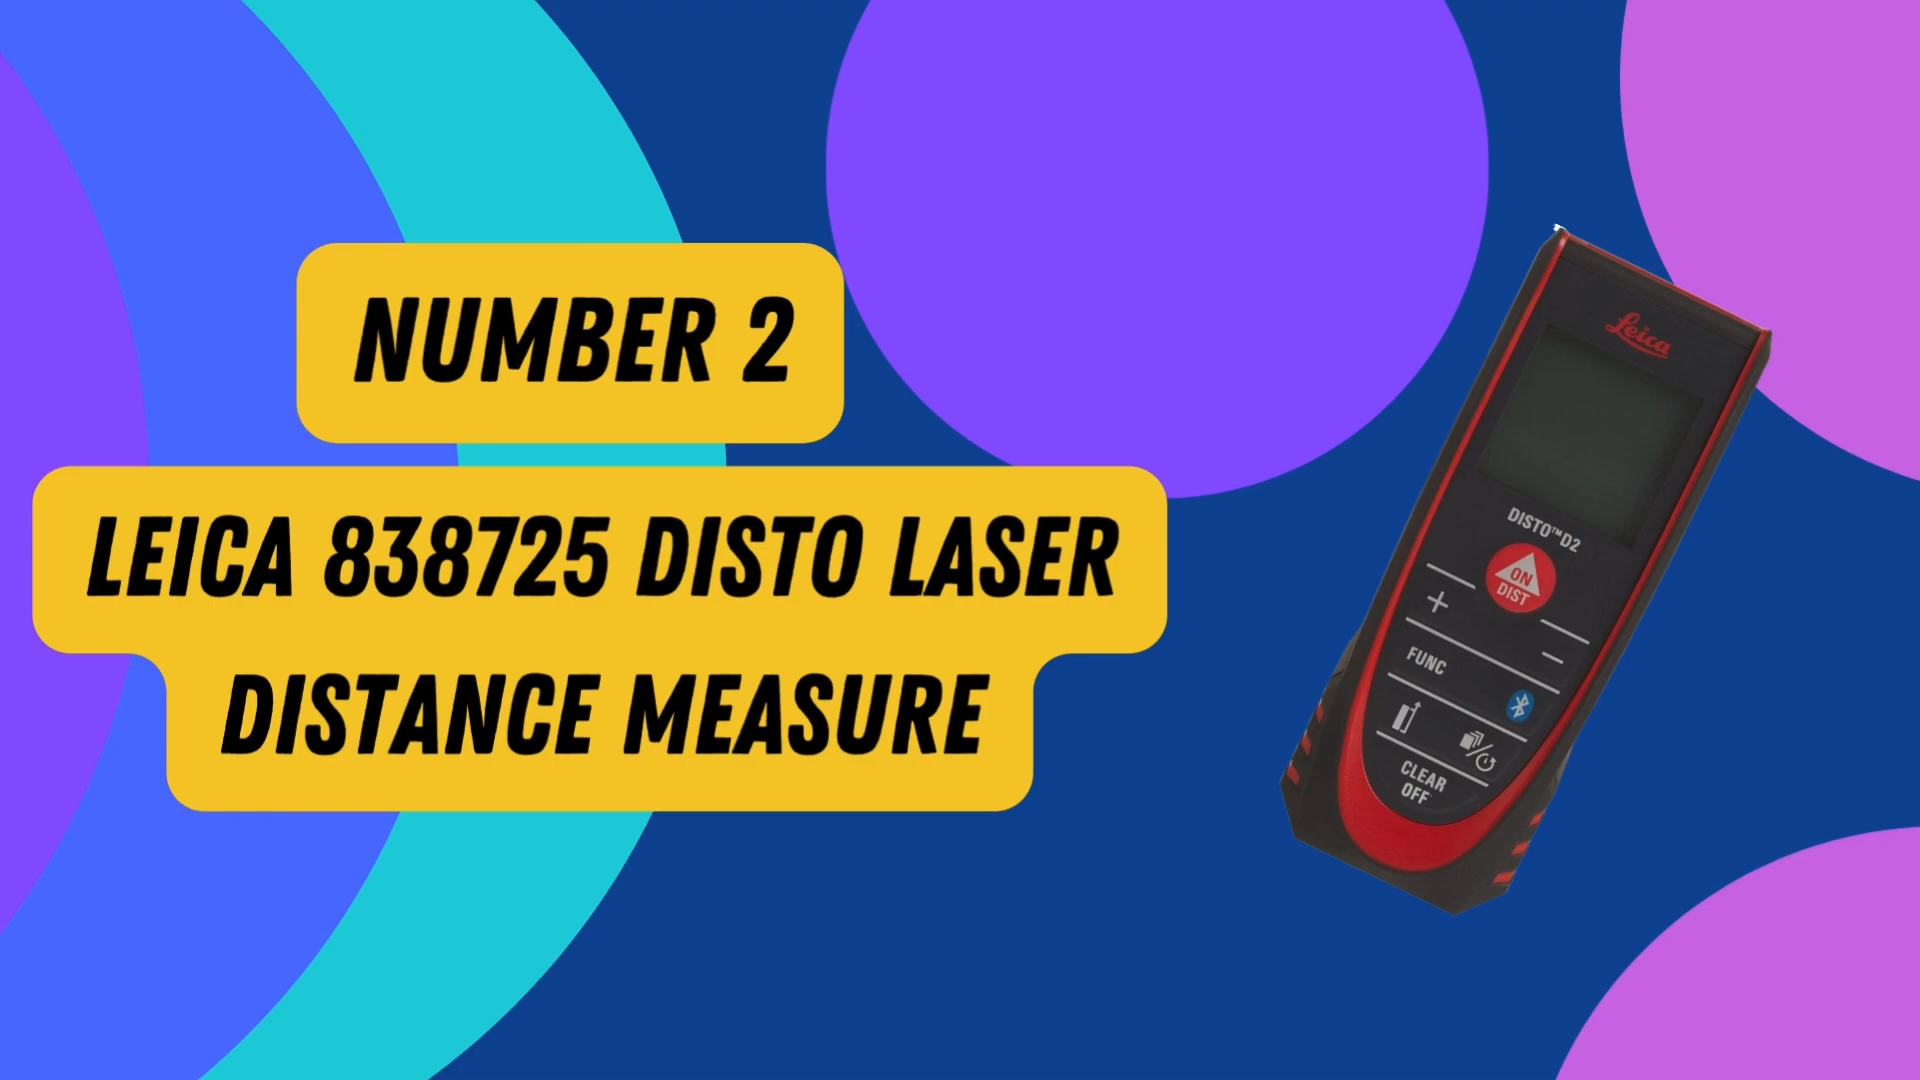 NUMBER 2
LEICA 838725 DISTO LASER
DISTANCE MEASURE
Leica
DISTO™D2
ON
DIST
+
−
FUNC
CLEAR
OFF